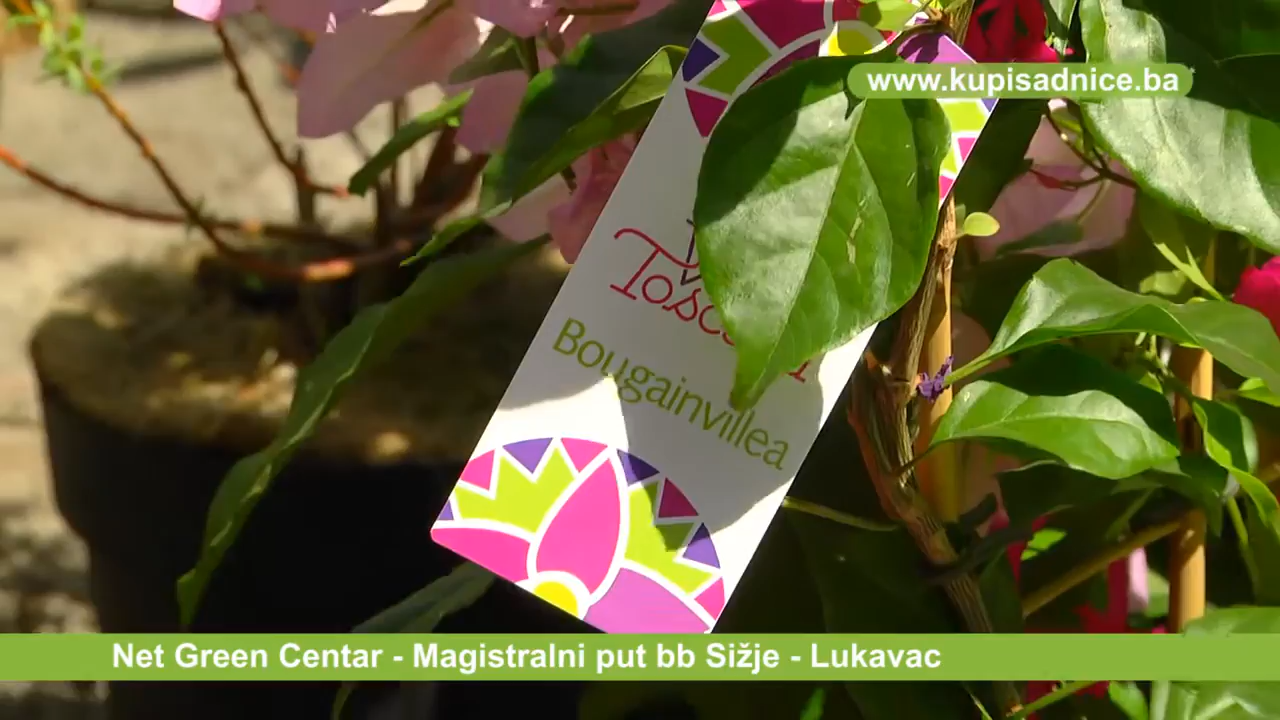 www.kupisadnice.ba
Bougainvillea
Net Green Centar - Magistralni put bb Sižje - Lukavac